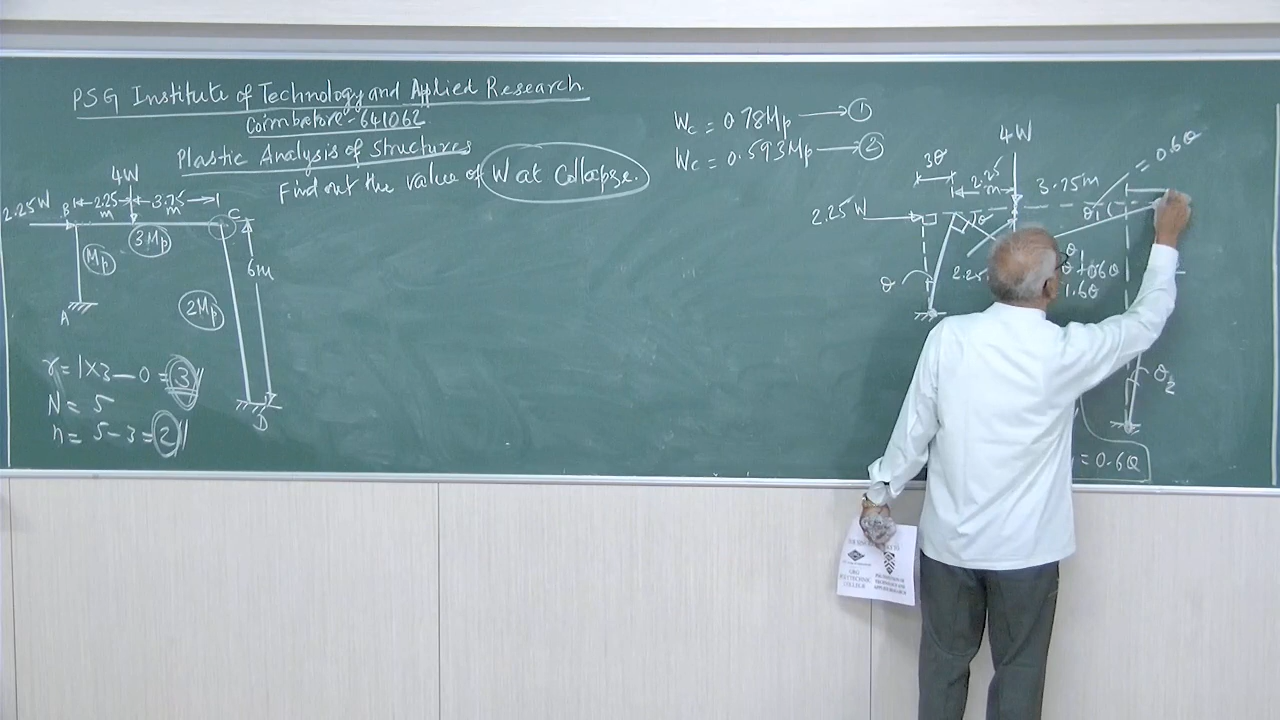 PSG Institute of Technology and Applied Research.
Coimbatore-641062
Plastic Analysis of Structures
Find out the value of W at Collapse.
4W
2.25W
B
2.25 m
3.75 m
C
3Mp
Mp
6m
2Mp
A
D
r = 1×3 – 0 = 3
N = 5
n = 5-3 = 2
Wc = 0.78Mp → 1
Wc = 0.593Mp → 2
4W
3θ
2.25 m
3.75m
= 0.6θ
2.25W
θ
θ1
2.25
θ1
θ+0.6θ
1.6θ
θ
θ2
= 0.6θ